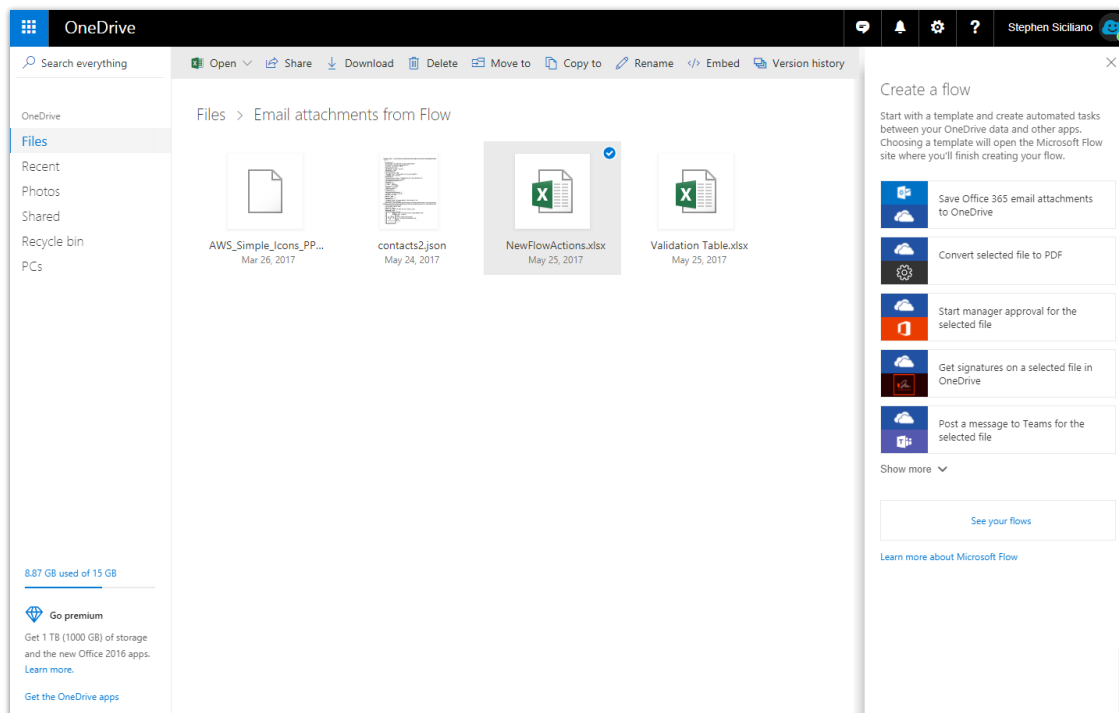 OneDrive
Stephen Siciliano
Search everything
Open
Share
Download
Delete
Move to
Copy to
Rename
Embed
Version history
OneDrive
Files
Recent
Photos
Shared
Recycle bin
PCs
8.87 GB used of 15 GB
Go premium
Get 1 TB (1000 GB) of storage
and the new Office 2016 apps.
Learn more.
Get the OneDrive apps
Files > Email attachments from Flow
AWS_Simple_Icons_PP...
Mar 26, 2017
contacts2.json
May 24, 2017
NewFlowActions.xlsx
May 25, 2017
Validation Table.xlsx
May 25, 2017
Create a flow
Start with a template and create automated tasks
between your OneDrive data and other apps.
Choosing a template will open the Microsoft Flow
site where you'll finish creating your flow.
Save Office 365 email attachments
to OneDrive
Convert selected file to PDF
Start manager approval for the
selected file
Get signatures on a selected file in
OneDrive
Post a message to Teams for the
selected file
Show more
See your flows
Learn more about Microsoft Flow